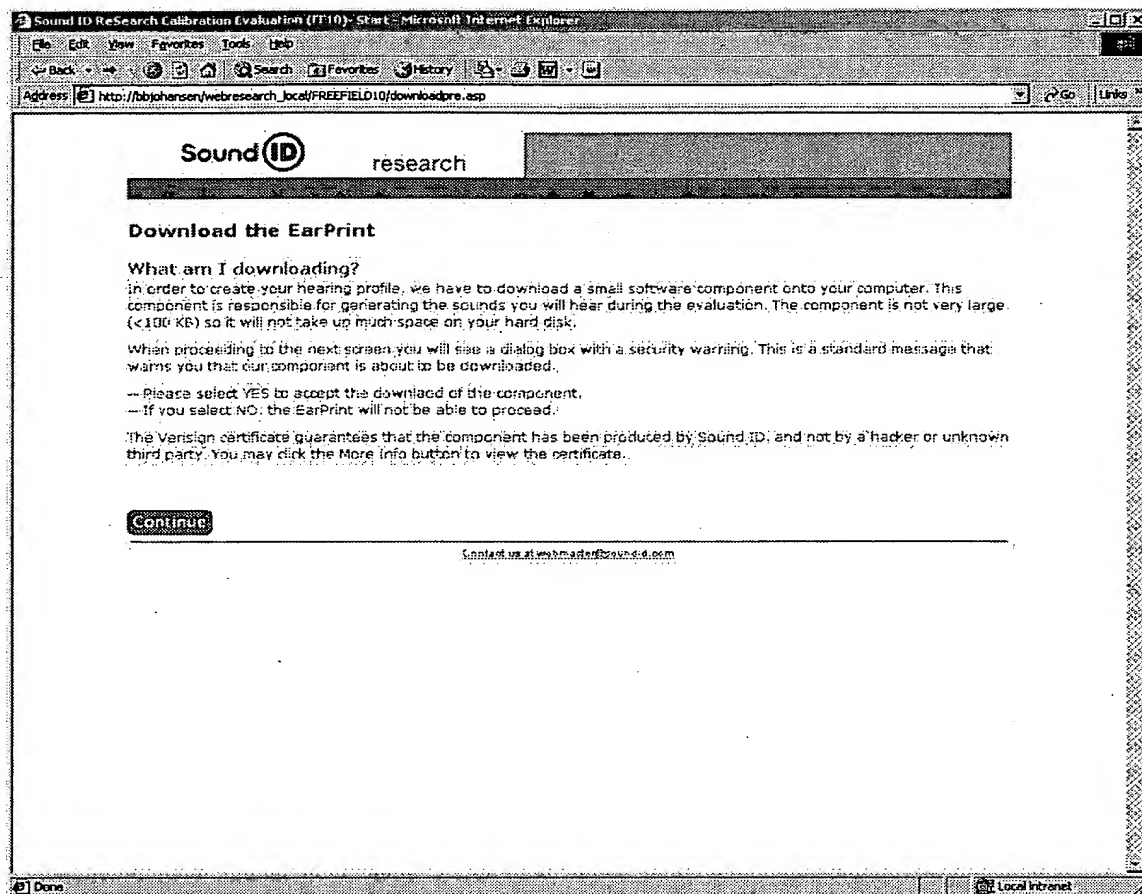 Sound ID ReSearch Calibration Evaluation (FT10)- Start - Microsoft Internet Explorer
File Edit View Favorites Tools Help
Back Search Favorites History
Address http://bbjohansen/webresearch_local/FREEFIELD10/downloadpre.asp Go Links »
Sound ID research
Download the EarPrint
What am I downloading?
In order to create your hearing profile, we have to download a small software component onto your computer. This
component is responsible for generating the sounds you will hear during the evaluation. The component is not very large
(<100 KB) so it will not take up much space on your hard disk.
When proceeding to the next screen you will see a dialog box with a security warning. This is a standard message that
warns you that our component is about to be downloaded.
-- Please select YES to accept the download of the component.
-- If you select NO, the EarPrint will not be able to proceed.
The Verisign certificate guarantees that the component has been produced by Sound ID, and not by a hacker or unknown
third party. You may click the More Info button to view the certificate.
Continue
Contact us at webmaster@sound-id.com
Done Local intranet